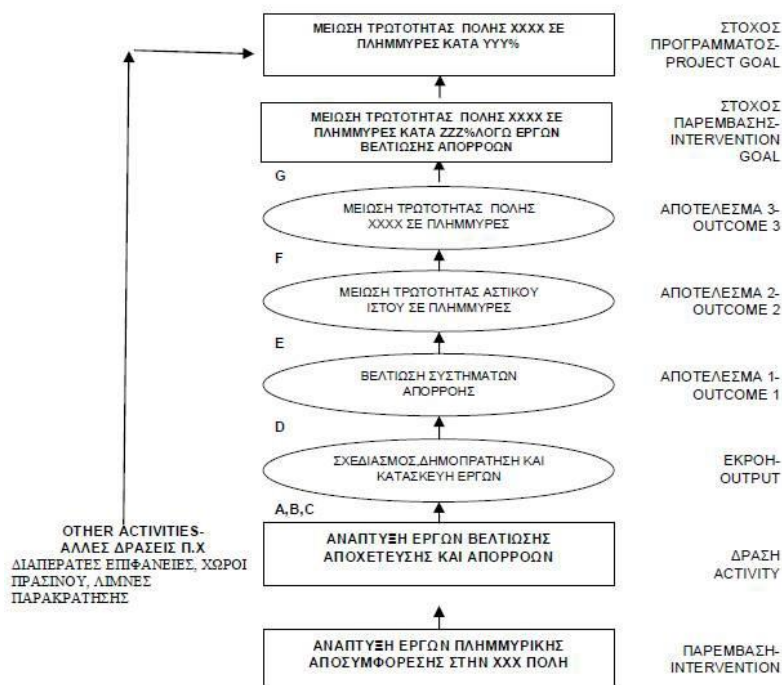 ΜΕΙΩΣΗ ΤΡΩΤΟΤΗΤΑΣ ΠΟΛΗΣ ΧΧΧΧ ΣΕ
ΠΛΗΜΜΥΡΕΣ ΚΑΤΑ ΥΥΥ%
ΣΤΟΧΟΣ
ΠΡΟΓΡΑΜΜΑΤΟΣ-
PROJECT GOAL
ΜΕΙΩΣΗ ΤΡΩΤΟΤΗΤΑΣ ΠΟΛΗΣ ΧΧΧΧ ΣΕ
ΠΛΗΜΜΥΡΕΣ ΚΑΤΑ ΖΖΖ%ΛΟΓΩ ΕΡΓΩΝ
ΒΕΛΤΙΩΣΗΣ ΑΠΟΡΡΟΩΝ
ΣΤΟΧΟΣ
ΠΑΡΕΜΒΑΣΗΣ-
INTERVENTION
GOAL
G
ΜΕΙΩΣΗ ΤΡΩΤΟΤΗΤΑΣ ΠΟΛΗΣ
ΧΧΧΧ ΣΕ ΠΛΗΜΜΥΡΕΣ
ΑΠΟΤΕΛΕΣΜΑ 3-
OUTCOME 3
F
ΜΕΙΩΣΗ ΤΡΩΤΟΤΗΤΑΣ ΑΣΤΙΚΟΥ
ΙΣΤΟΥ ΣΕ ΠΛΗΜΜΥΡΕΣ
ΑΠΟΤΕΛΕΣΜΑ 2-
OUTCOME 2
E
ΒΕΛΤΙΩΣΗ ΣΥΣΤΗΜΑΤΩΝ
ΑΠΟΡΡΟΗΣ
ΑΠΟΤΕΛΕΣΜΑ 1-
OUTCOME 1
D
ΣΧΕΔΙΑΣΜΟΣ,ΔΗΜΟΠΡΑΤΗΣΗ ΚΑΙ
ΚΑΤΑΣΚΕΥΗ ΕΡΓΩΝ
ΕΚΡΟΗ-
OUTPUT
A,B,C
OTHER ACTIVITIES-
ΑΛΛΕΣ ΔΡΑΣΕΙΣ Π.Χ
ΔΙΑΠΕΡΑΤΕΣ ΕΠΙΦΑΝΕΙΕΣ, ΧΩΡΟΙ
ΠΡΑΣΙΝΟΥ, ΛΙΜΝΕΣ
ΠΑΡΑΚΡΑΤΗΣΗΣ
ΑΝΑΠΤΥΞΗ ΕΡΓΩΝ ΒΕΛΤΙΩΣΗΣ
ΑΠΟΧΕΤΕΥΣΗΣ ΚΑΙ ΑΠΟΡΡΟΩΝ
ΔΡΑΣΗ
ACTIVITY
ΑΝΑΠΤΥΞΗ ΕΡΓΩΝ ΠΛΗΜΜΥΡΙΚΗΣ
ΑΠΟΣΥΜΦΟΡΕΣΗΣ ΣΤΗΝ ΧΧΧ ΠΟΛΗ
ΠΑΡΕΜΒΑΣΗ-
INTERVENTION